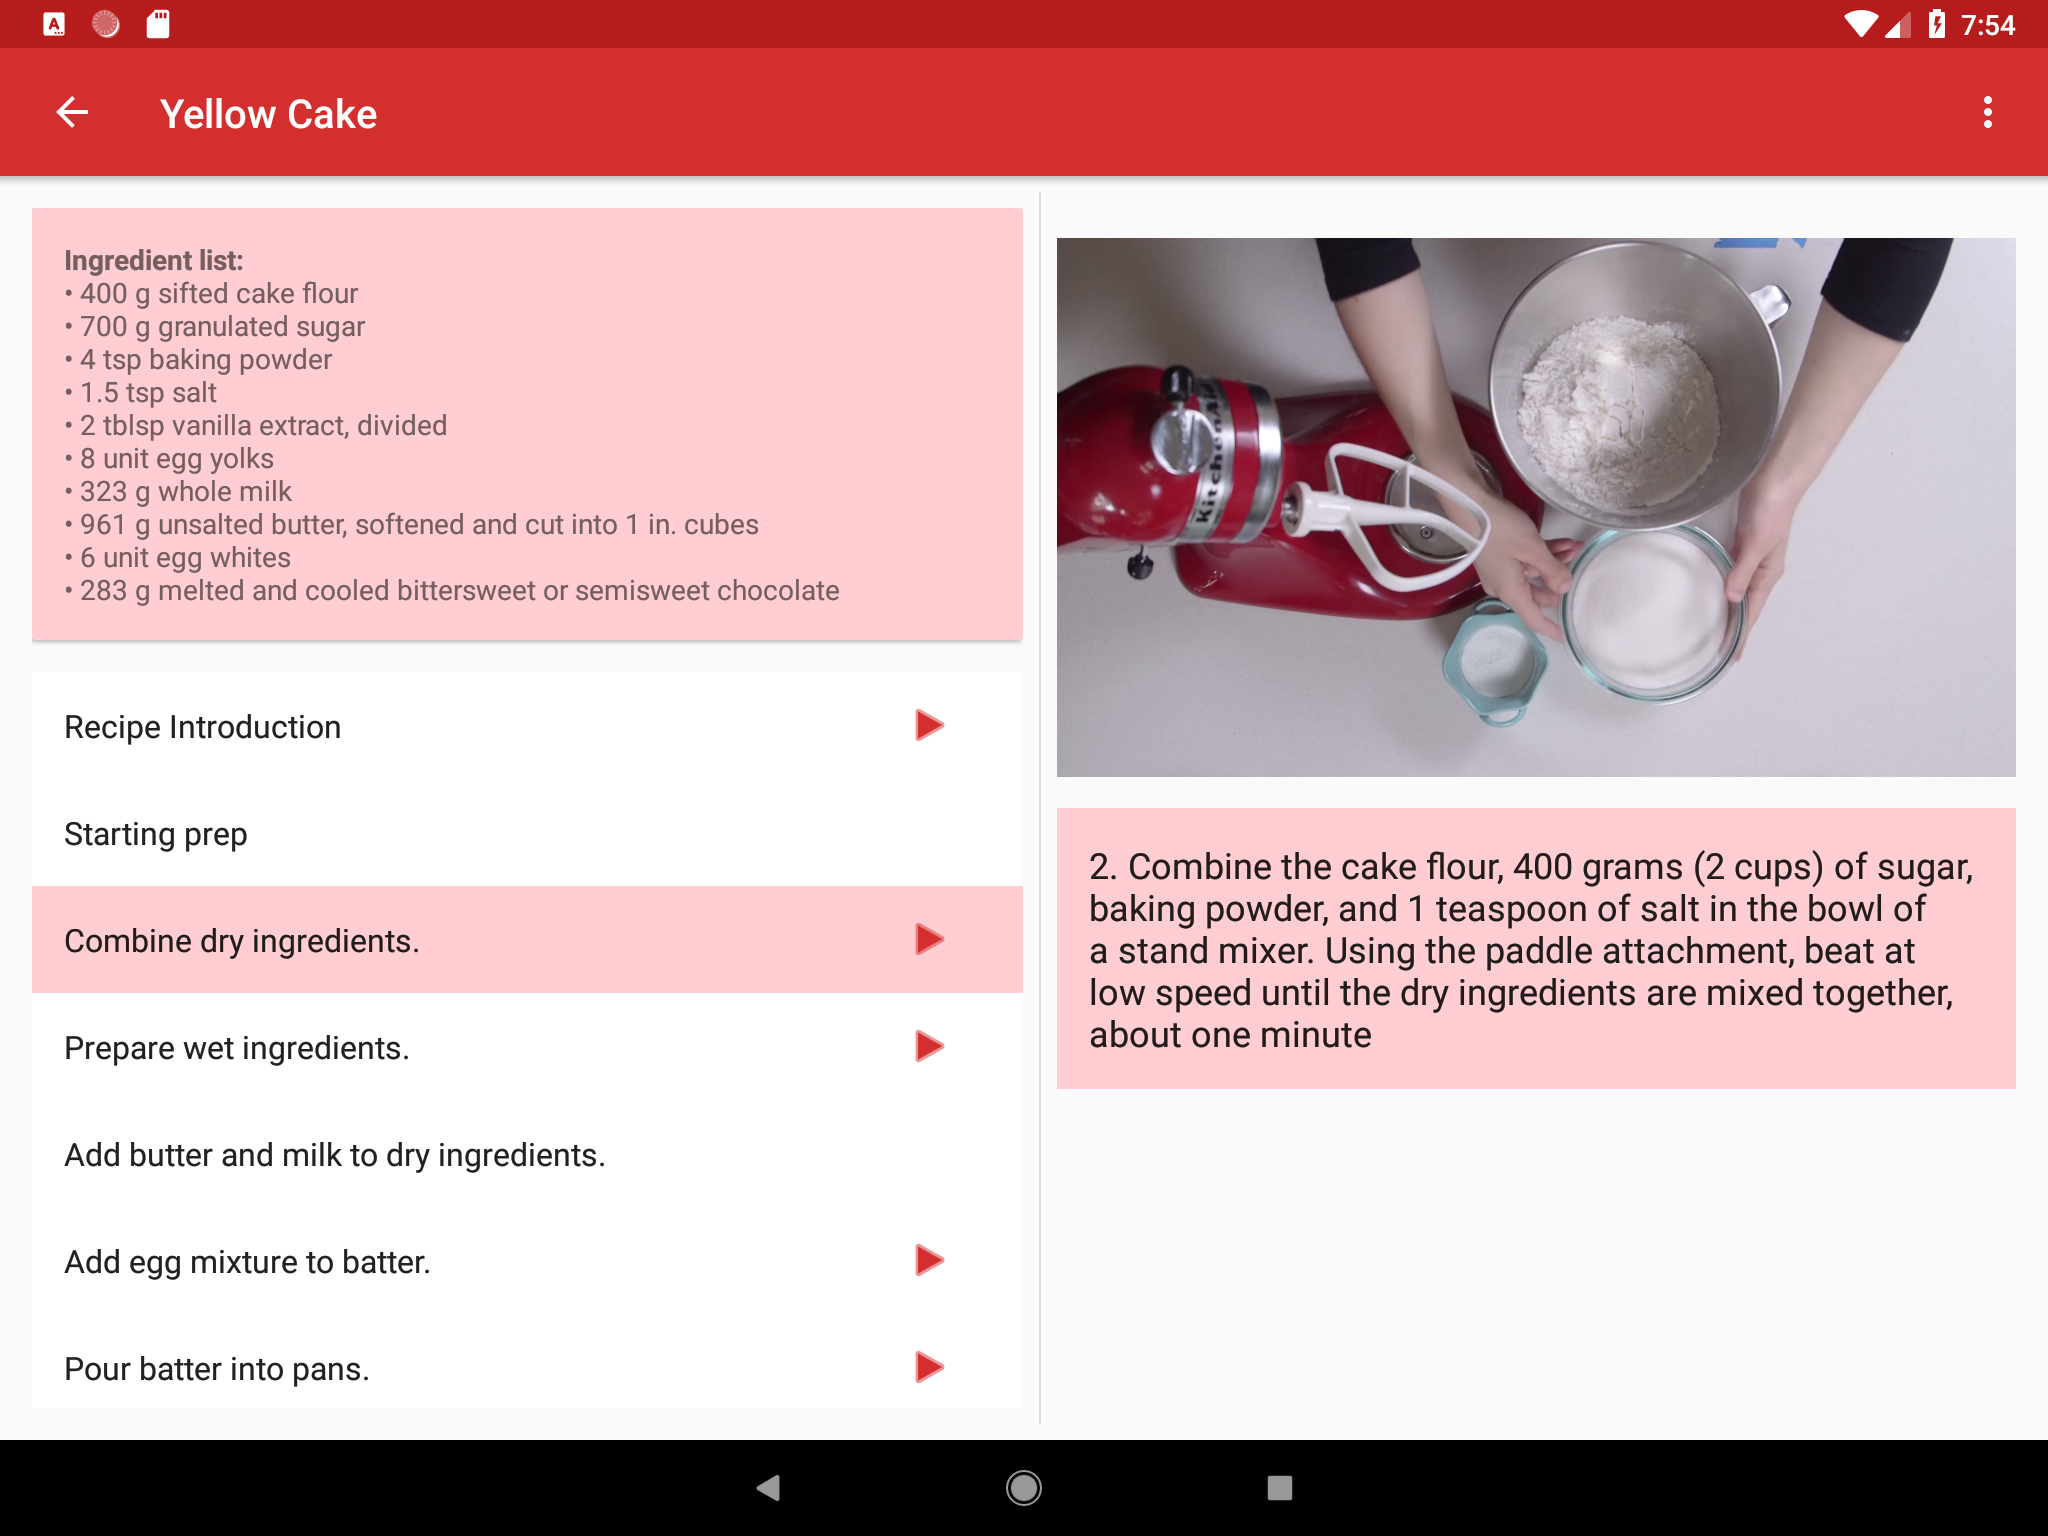 7:54
Yellow Cake
Ingredient list:
• 400 g sifted cake flour
• 700 g granulated sugar
• 4 tsp baking powder
• 1.5 tsp salt
• 2 tblsp vanilla extract, divided
• 8 unit egg yolks
• 323 g whole milk
• 961 g unsalted butter, softened and cut into 1 in. cubes
• 6 unit egg whites
• 283 g melted and cooled bittersweet or semisweet chocolate
Recipe Introduction
Starting prep
Combine dry ingredients.
Prepare wet ingredients.
Add butter and milk to dry ingredients.
Add egg mixture to batter.
Pour batter into pans.
KitchenAid
2. Combine the cake flour, 400 grams (2 cups) of sugar,
baking powder, and 1 teaspoon of salt in the bowl of
a stand mixer. Using the paddle attachment, beat at
low speed until the dry ingredients are mixed together,
about one minute